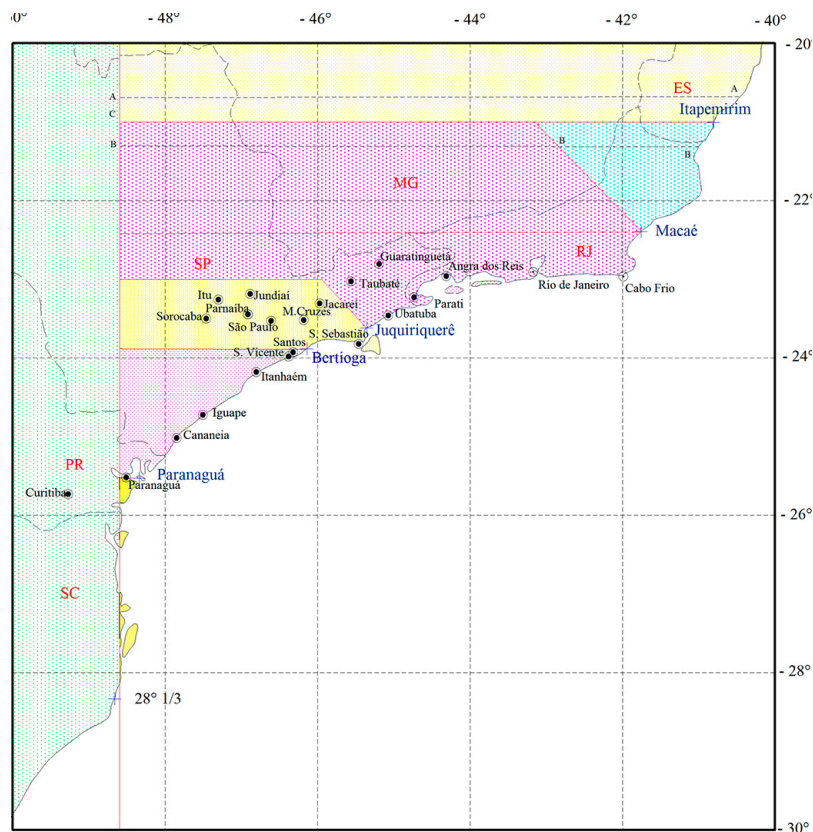 :0°
- 48°
- 46°
- 44°
- 42°
- 40°
- 20°
ES
A
A
Itapemirim
C
B
B
B
MG
- 22°
Macaé
RJ
SP
Guaratinguetá
Angra dos Reis
Taubaté
Rio de Janeiro
Cabo Frio
Itu
Jundiaí
Jacarei
Parati
Parnaíba
M.Cruzes
Ubatuba
Sorocaba
São Paulo
Juquiriquerê
S. Sebastião
Santos
S. Vicente
Bertioga
- 24°
Itanhaém
Iguape
Cananeia
PR
Paranaguá
Paranaguá
Curitiba
- 26°
SC
- 28°
28° 1/3
- 30°